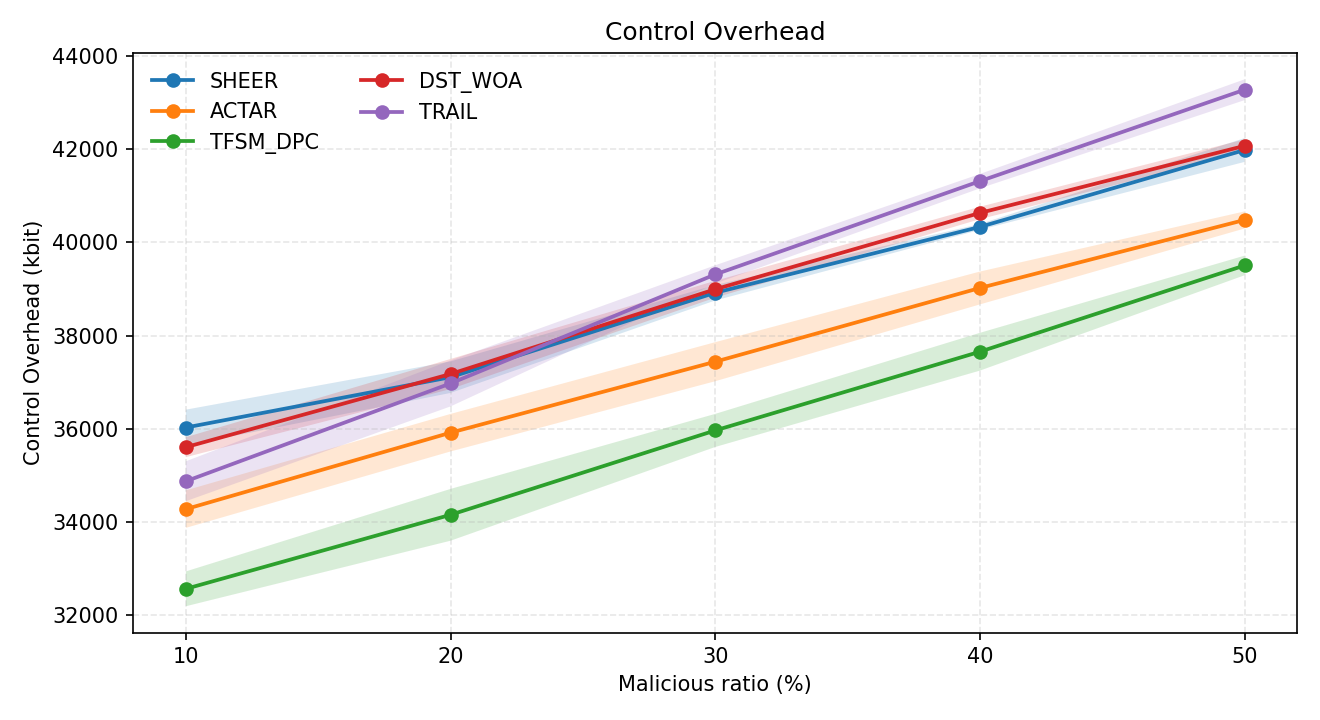 Control Overhead
Control Overhead (kbit)
44000
42000
40000
38000
36000
34000
32000
SHEER
ACTAR
TFSM_DPC
DST_WOA
TRAIL
10 20 30 40 50
Malicious ratio (%)